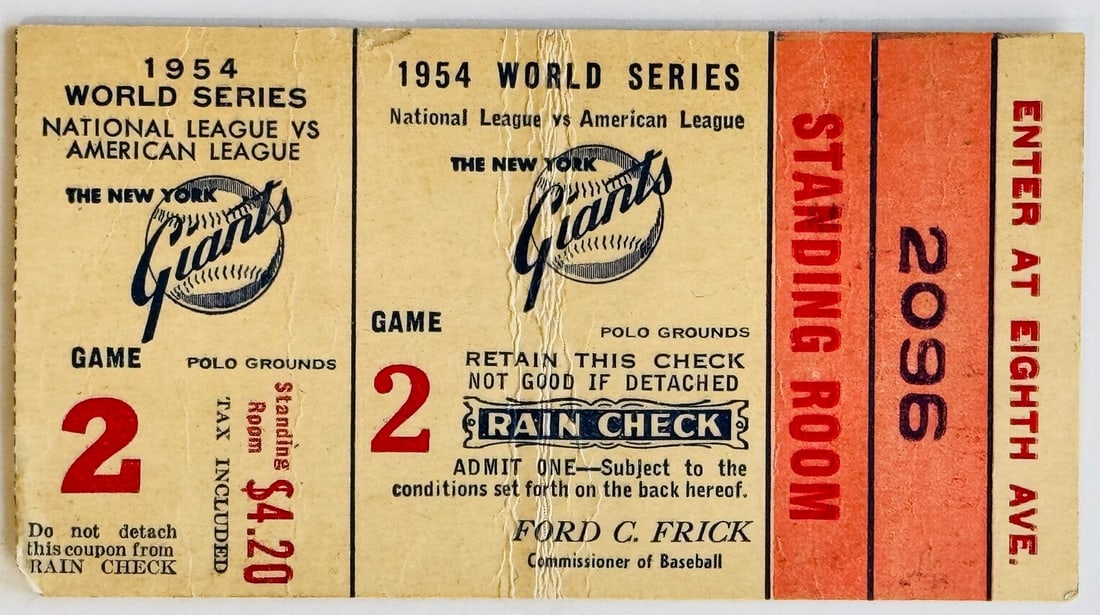 1954
WORLD SERIES
NATIONAL LEAGUE VS
AMERICAN LEAGUE
THE NEW YORK
Giants
GAME
POLO GROUNDS
2
Standing
Room
$4.20
TAX INCLUDED
Do not detach
this coupon from
RAIN CHECK
1954 WORLD SERIES
National League vs American League
THE NEW YORK
Giants
GAME
2
POLO GROUNDS
RETAIN THIS CHECK
NOT GOOD IF DETACHED
RAIN CHECK
ADMIT ONE—Subject to the
conditions set forth on the back hereof.
FORD C. FRICK
Commissioner of Baseball
STANDING ROOM
2096
ENTER AT EIGHTH AVE.